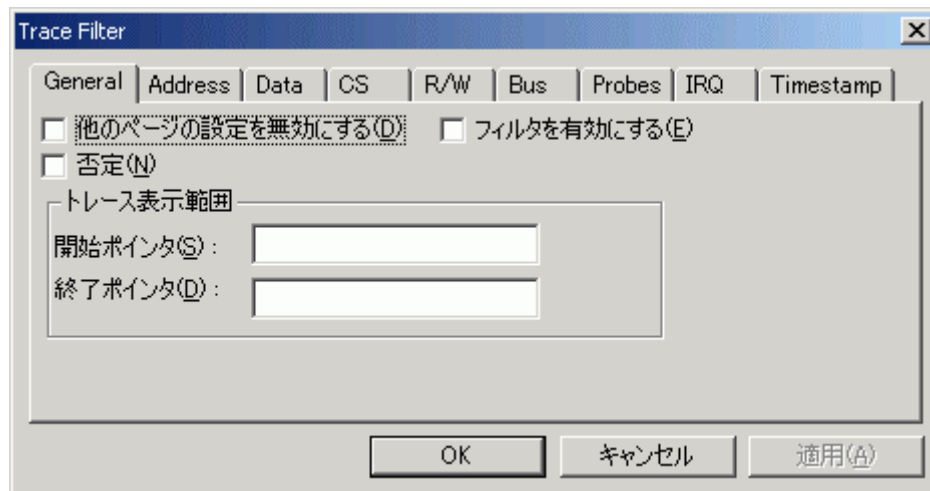 Trace Filter
General Address Data CS R/W Bus Probes IRQ Timestamp
他のページの設定を無効にする(D) フィルタを有効にする(E)
否定(N)
トレース表示範囲
開始ポインタ(S) :
終了ポインタ(D) :
OK キャンセル 適用(A)